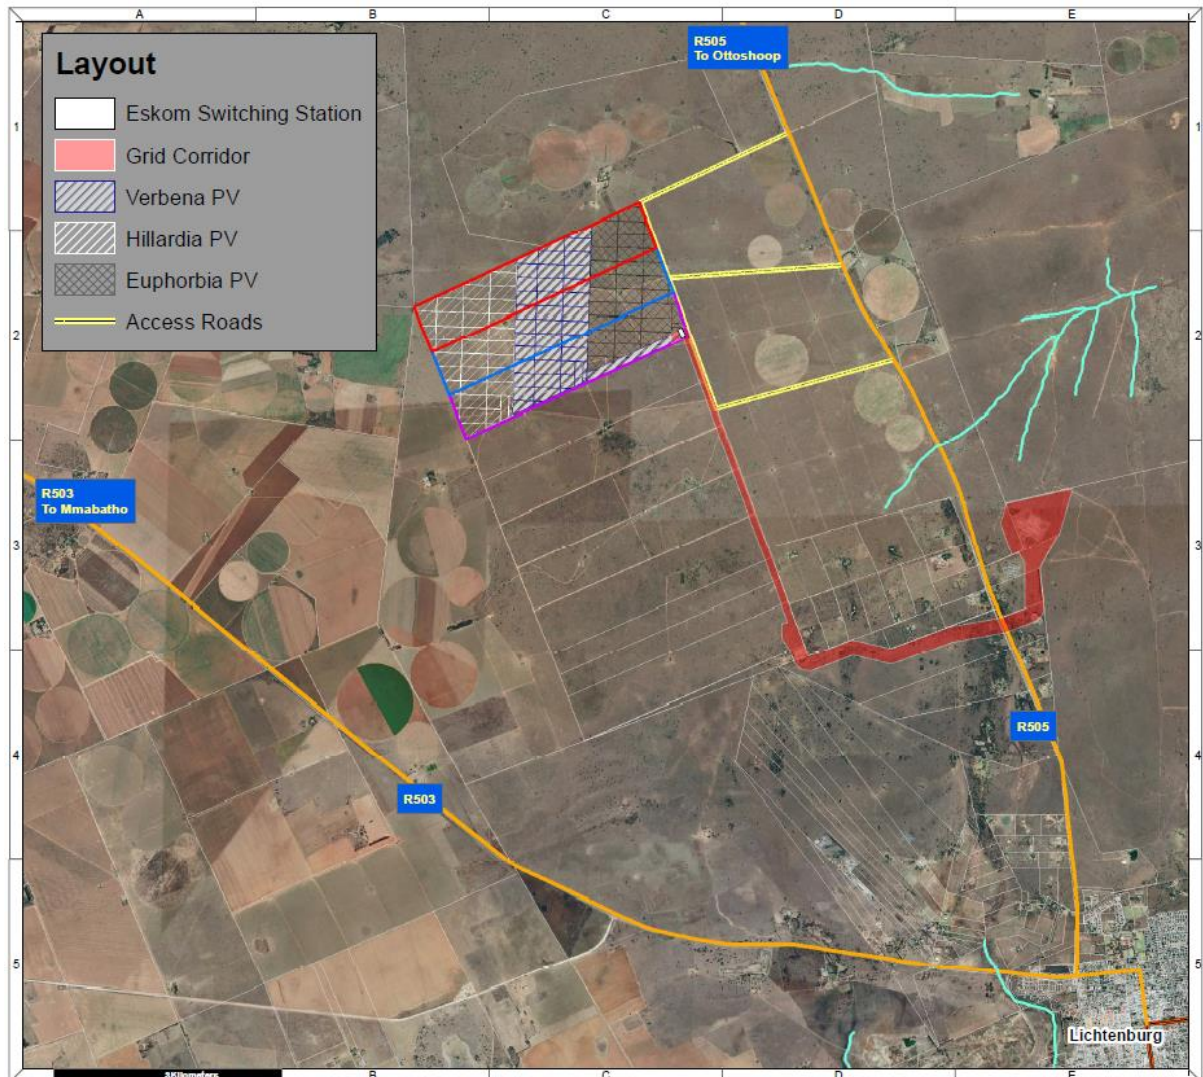 A B C D E
R505
To Ottoshoop
Layout
Eskom Switching Station
Grid Corridor
Verbena PV
Hillardia PV
Euphorbia PV
Access Roads
1 1
2 2
R503
To Mmabatho
3 3
R505
4 4
R503
5 5
Lichtenburg
Kilometers
B C D E